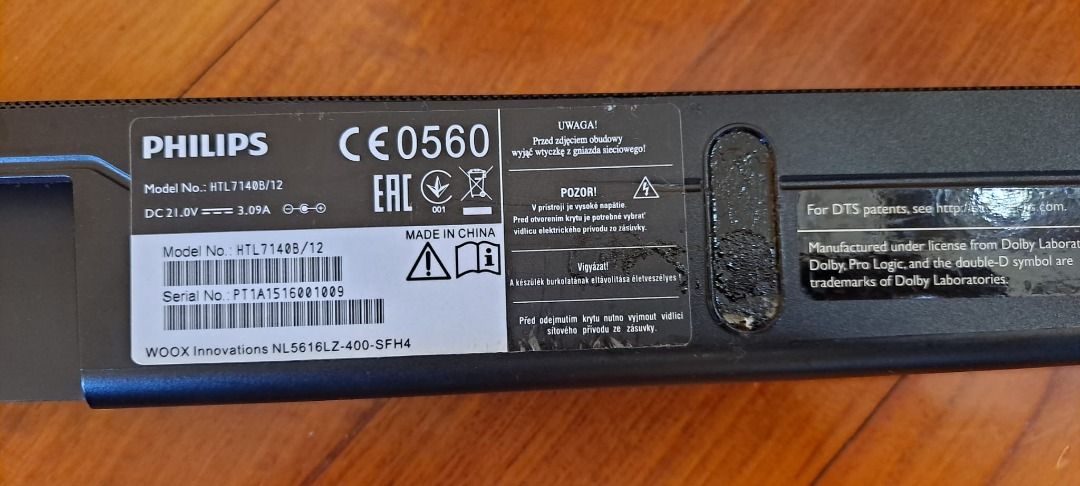 PHILIPS
CE0560
Model No.: HTL7140B/12
EAC
001
DC 21.0V 3.09A
MADE IN CHINA
Model No.: HTL7140B/12
Serial No.: PT1A1516001009
WOOX Innovations NL5616LZ-400-SFH4
UWAGA!
Przed zdjęciem obudowy
wyjąć wtyczkę z gniazda sieciowego!
POZOR!
V prístroji je vysoké napätie.
Pred otvorením krytu je potrebné vybrať
vidlicu elektrického prívodu zo zásuvky.
Vigyázat!
A készülék burkolatának eltávolítása életveszélyes!
Před odejmutím krytu nutno vyjmout vidlici
síťového přívodu ze zásuvky.
For DTS patents, see http:// .com.
Manufactured under license from Dolby Laborat
Dolby, Pro Logic, and the double-D symbol are
trademarks of Dolby Laboratories.